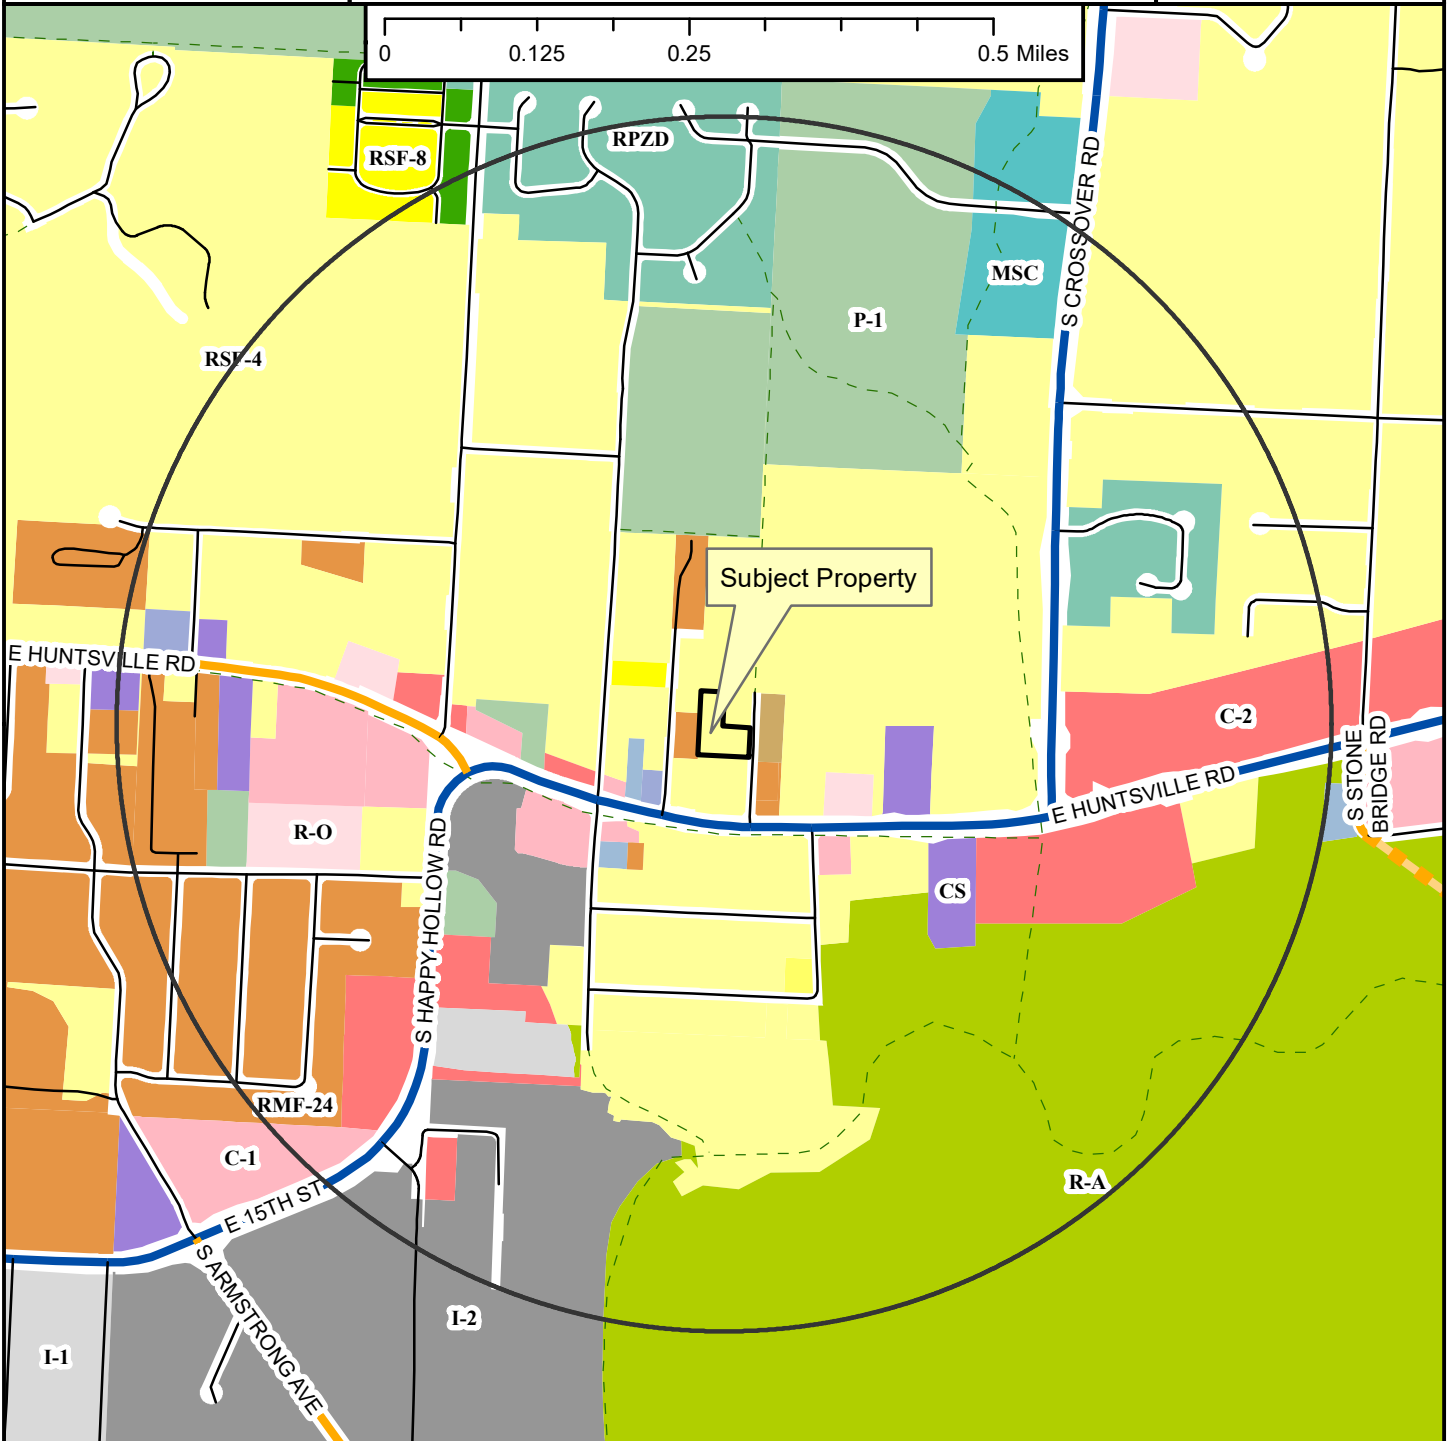 0 0.125 0.25 0.5 Miles
RPZD
RSF-8
S CROSSOVER RD
MSC
P-1
RSF-4
Subject Property
E HUNTSVILLE RD
C-2
S STONE
BRIDGE RD
E HUNTSVILLE RD
R-O
S HAPPY HOLLOW RD
CS
RMF-24
C-1
R-A
E 15TH ST
S ARMSTRONG AVE
I-2
I-1